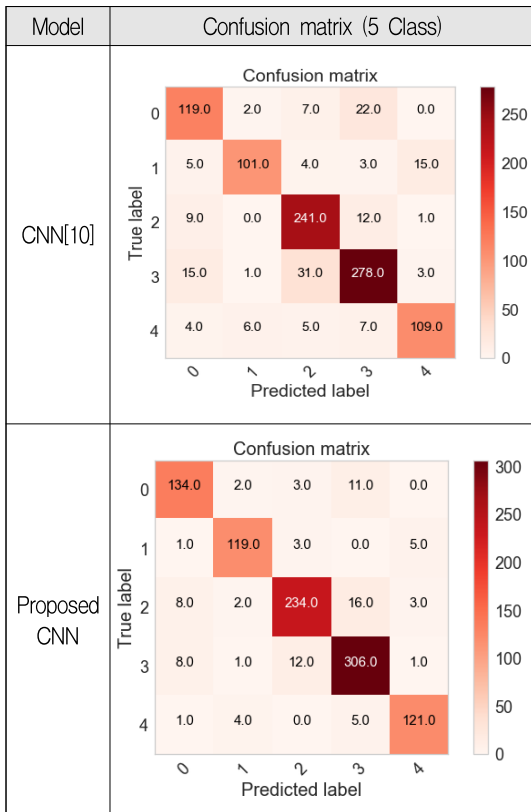 Model Confusion matrix (5 Class)
CNN[10]
Confusion matrix
True label
0 119.0 2.0 7.0 22.0 0.0
1 5.0 101.0 4.0 3.0 15.0
2 9.0 0.0 241.0 12.0 1.0
3 15.0 1.0 31.0 278.0 3.0
4 4.0 6.0 5.0 7.0 109.0
0 1 2 3 4
Predicted label
250
200
150
100
50
0
Proposed
CNN
Confusion matrix
True label
0 134.0 2.0 3.0 11.0 0.0
1 1.0 119.0 3.0 0.0 5.0
2 8.0 2.0 234.0 16.0 3.0
3 8.0 1.0 12.0 306.0 1.0
4 1.0 4.0 0.0 5.0 121.0
0 1 2 3 4
Predicted label
300
250
200
150
100
50
0